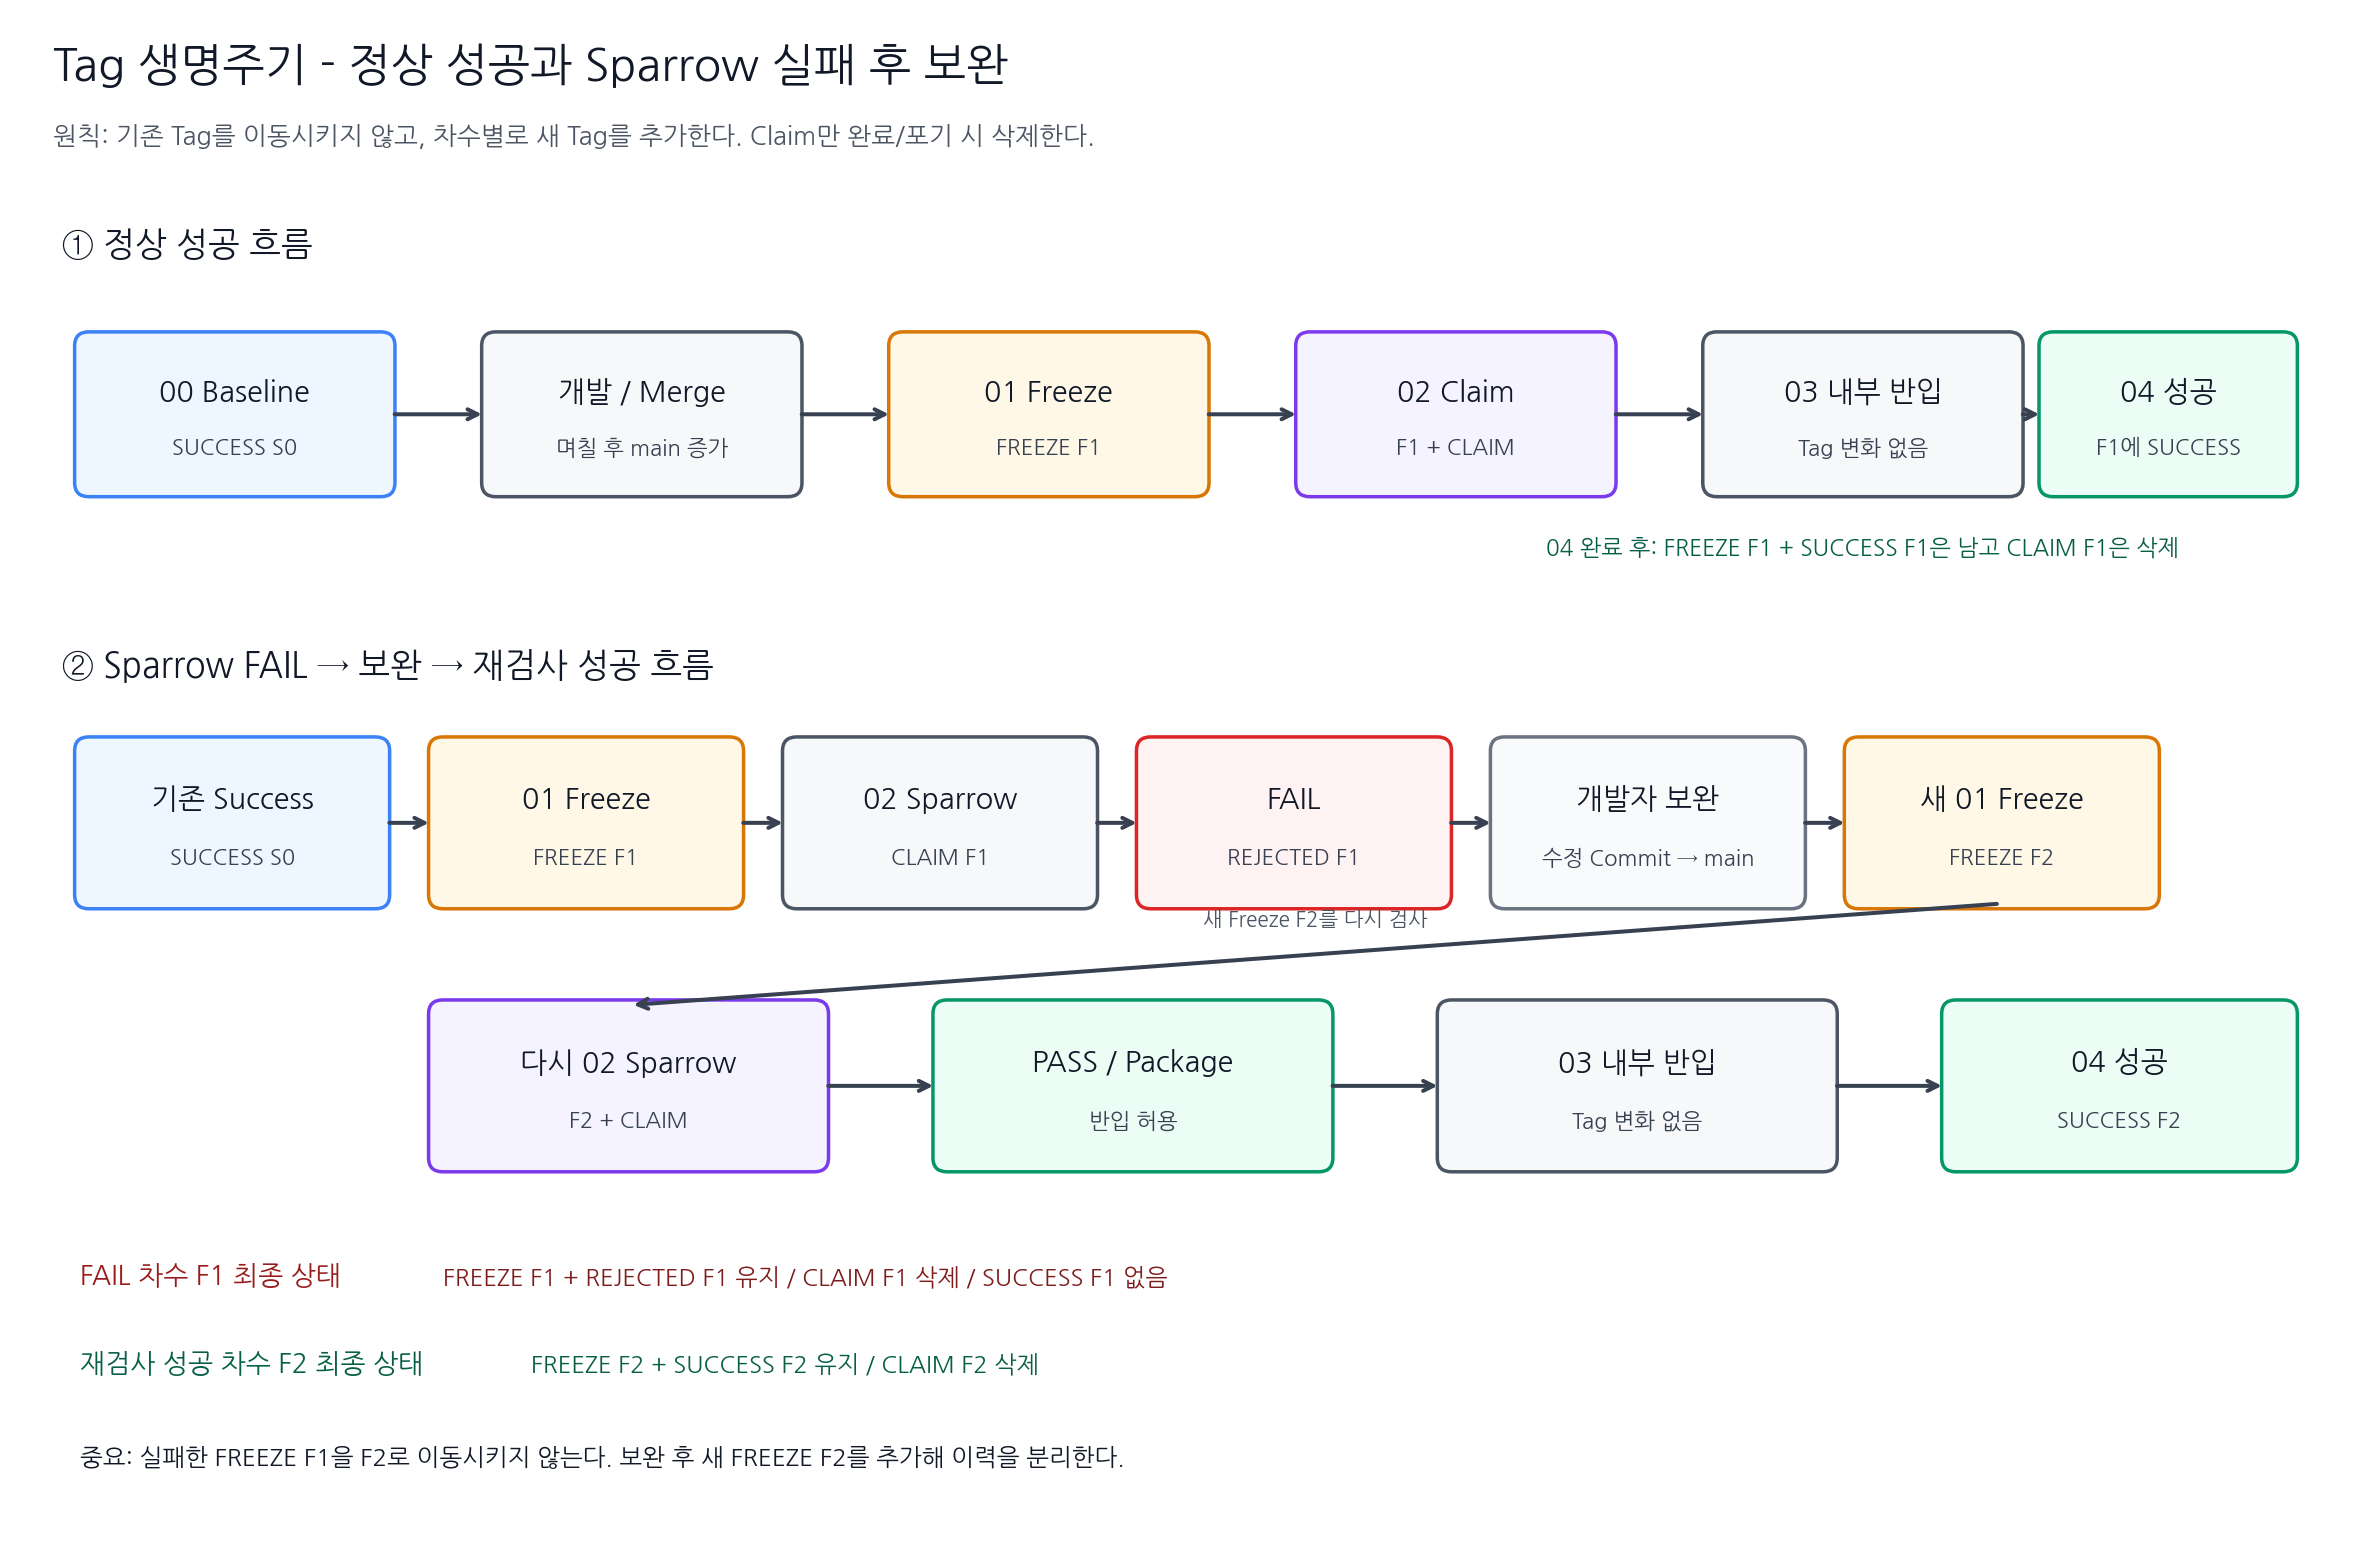 Tag 생명주기 - 정상 성공과 Sparrow 실패 후 보완
원칙: 기존 Tag를 이동시키지 않고, 차수별로 새 Tag를 추가한다. Claim만 완료/포기 시 삭제한다.
① 정상 성공 흐름
00 Baseline
SUCCESS S0
개발 / Merge
며칠 후 main 증가
01 Freeze
FREEZE F1
02 Claim
F1 + CLAIM
03 내부 반입
Tag 변화 없음
04 성공
F1에 SUCCESS
04 완료 후: FREEZE F1 + SUCCESS F1은 남고 CLAIM F1은 삭제
② Sparrow FAIL → 보완 → 재검사 성공 흐름
기존 Success
SUCCESS S0
01 Freeze
FREEZE F1
02 Sparrow
CLAIM F1
FAIL
REJECTED F1
개발자 보완
수정 Commit → main
새 01 Freeze
FREEZE F2
새 Freeze F2를 다시 검사
다시 02 Sparrow
F2 + CLAIM
PASS / Package
반입 허용
03 내부 반입
Tag 변화 없음
04 성공
SUCCESS F2
FAIL 차수 F1 최종 상태
FREEZE F1 + REJECTED F1 유지 / CLAIM F1 삭제 / SUCCESS F1 없음
재검사 성공 차수 F2 최종 상태
FREEZE F2 + SUCCESS F2 유지 / CLAIM F2 삭제
중요: 실패한 FREEZE F1을 F2로 이동시키지 않는다. 보완 후 새 FREEZE F2를 추가해 이력을 분리한다.